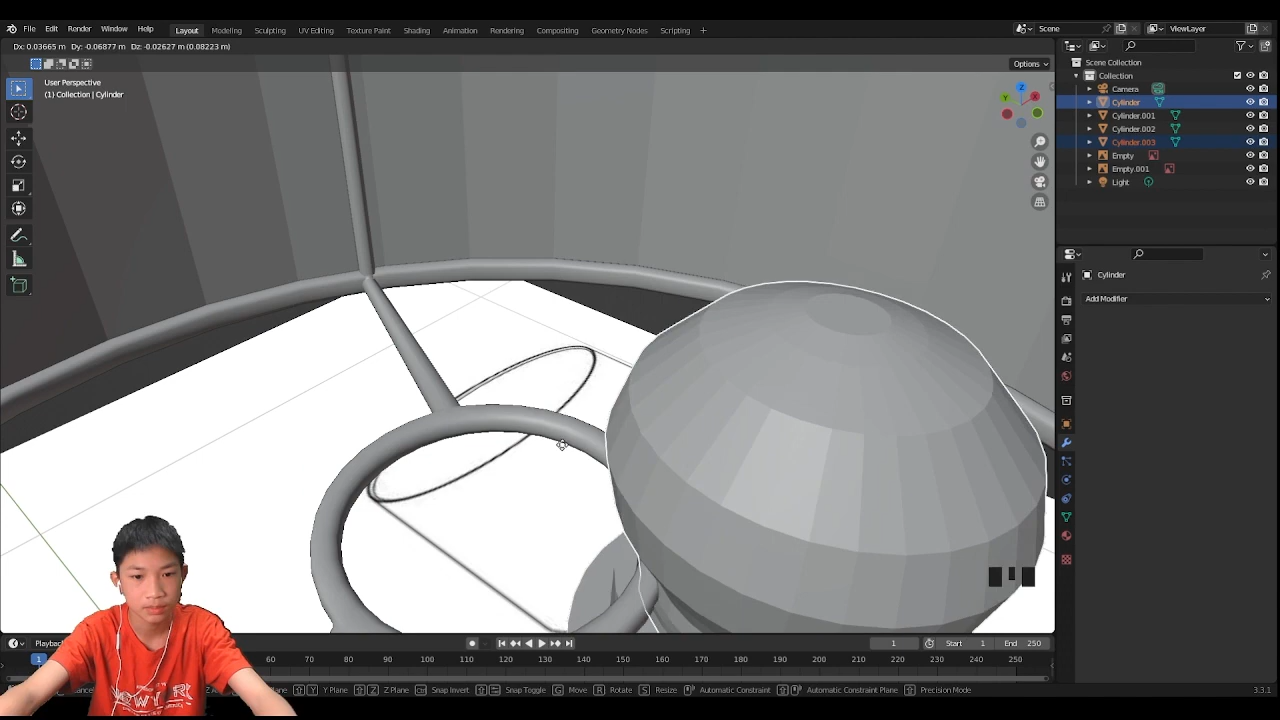 File Edit Render Window Help Layout Modeling Sculpting UV Editing Texture Paint Shading Animation Rendering Compositing Geometry Nodes Scripting + Scene ViewLayer
Dx: 0.03665 m Dy: -0.06877 m Dz: -0.02627 m (0.08223 m)
Options
User Perspective
(1) Collection | Cylinder
Z
Y
X
Scene Collection
Collection
Camera
Cylinder
Cylinder.001
Cylinder.002
Cylinder.003
Empty
Empty.001
Light
Cylinder
Add Modifier
Playback
1 Start 1 End 250
1 60 70 80 90 100 110 120 130 140 150 160 170 180 190 200 210 220 230 240 250
Plane Z Plane Snap Invert Snap Toggle G Move R Rotate S Resize Automatic Constraint Automatic Constraint Plane Precision Mode 3.3.1